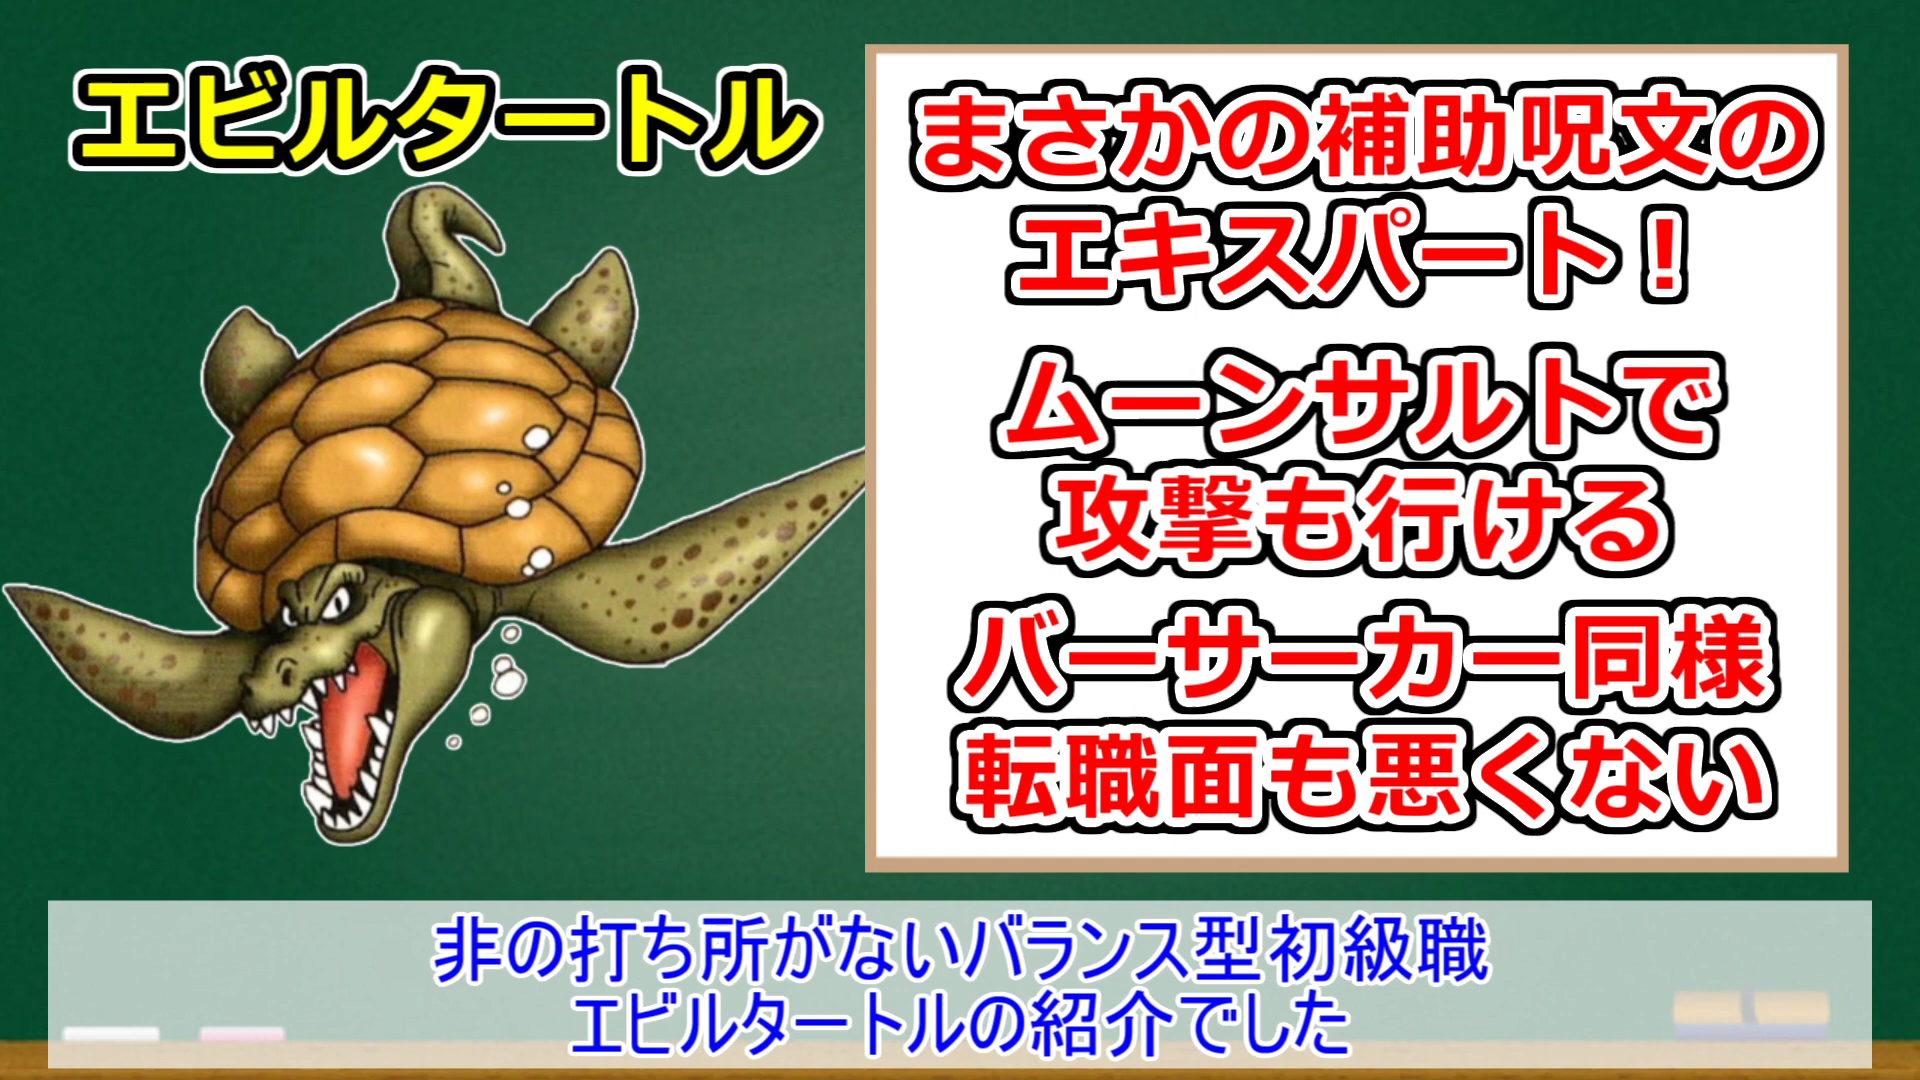 エビルタートル
まさかの補助呪文の
エキスパート！
ムーンサルトで
攻撃も行ける
バーサーカー同様
転職面も悪くない
非の打ち所がないバランス型初級職
エビルタートルの紹介でした